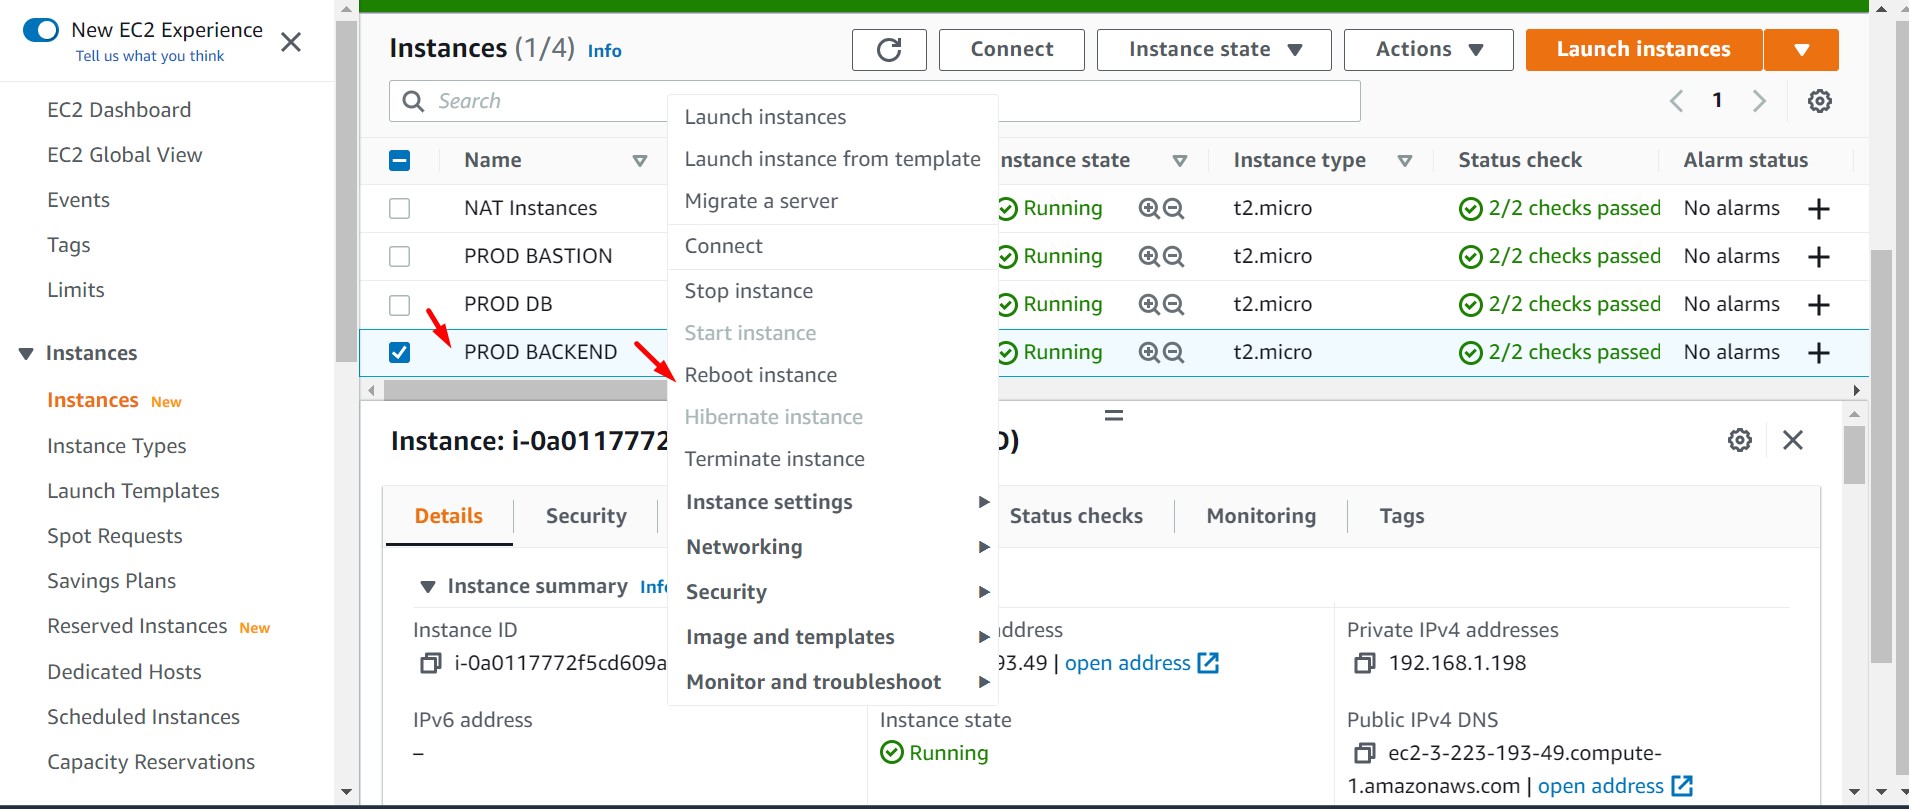 New EC2 Experience
Tell us what you think
EC2 Dashboard
EC2 Global View
Events
Tags
Limits
Instances
Instances New
Instance Types
Launch Templates
Spot Requests
Savings Plans
Reserved Instances New
Dedicated Hosts
Scheduled Instances
Capacity Reservations
Instances (1/4) Info
Connect
Instance state
Actions
Launch instances
Search
1
Name
nstance state
Instance type
Status check
Alarm status
NAT Instances
Running
t2.micro
2/2 checks passed
No alarms
PROD BASTION
Running
t2.micro
2/2 checks passed
No alarms
PROD DB
Running
t2.micro
2/2 checks passed
No alarms
PROD BACKEND
Running
t2.micro
2/2 checks passed
No alarms
Launch instances
Launch instance from template
Migrate a server
Connect
Stop instance
Start instance
Reboot instance
Hibernate instance
Terminate instance
Instance settings
Networking
Security
Image and templates
Monitor and troubleshoot
Instance: i-0a0117772
D)
Details
Security
Status checks
Monitoring
Tags
Instance summary Info
Instance ID
i-0a0117772f5cd609a
ddress
93.49 | open address
Private IPv4 addresses
192.168.1.198
IPv6 address
–
Instance state
Running
Public IPv4 DNS
ec2-3-223-193-49.compute-
1.amazonaws.com | open address